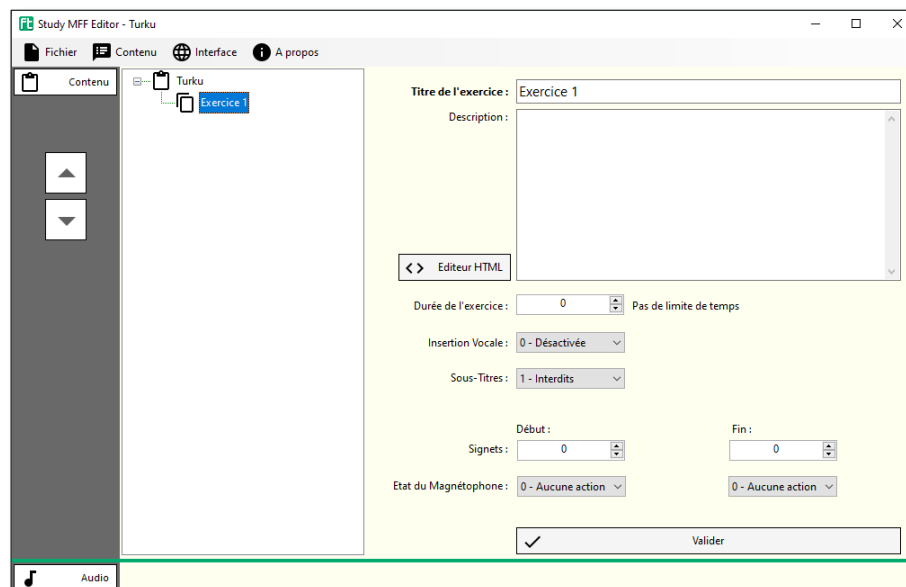 ft Study MFF Editor - Turku
Fichier Contenu Interface A propos
Contenu
Turku
Exercice 1
Titre de l'exercice : Exercice 1
Description :
Editeur HTML
Durée de l'exercice : 0 Pas de limite de temps
Insertion Vocale : 0 - Désactivée
Sous-Titres : 1 - Interdits
Début : Fin :
Signets : 0 0
Etat du Magnétophone : 0 - Aucune action 0 - Aucune action
Valider
Audio